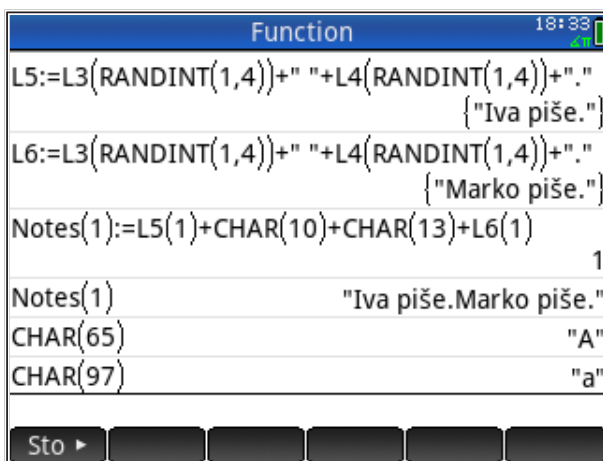 Function
18:33
∡π
L5:=L3(RANDINT(1,4))+" "+L4(RANDINT(1,4))+"."
{"Iva piše."}
L6:=L3(RANDINT(1,4))+" "+L4(RANDINT(1,4))+"."
{"Marko piše."}
Notes(1):=L5(1)+CHAR(10)+CHAR(13)+L6(1)
1
Notes(1) "Iva piše.Marko piše."
CHAR(65) "A"
CHAR(97) "a"
Sto ►